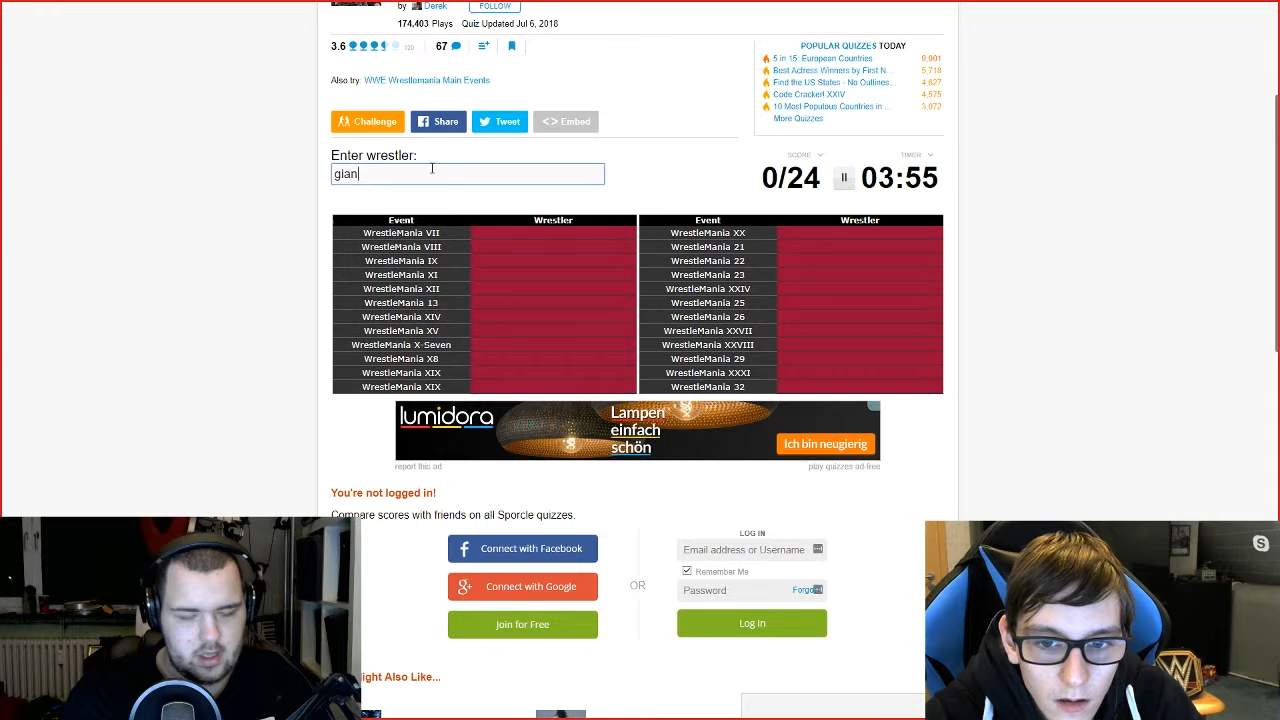 by Derek FOLLOW
174,403 Plays Quiz Updated Jul 6, 2018
3.6 120 67
Also try: WWE Wrestlemania Main Events
POPULAR QUIZZES TODAY
5 in 15: European Countries 9,001
Best Actress Winners by First N... 5,718
Find the US States - No Outlines... 4,627
Code Cracker! XXIV 4,575
10 Most Populous Countries in ... 3,072
More Quizzes
Challenge Share Tweet <> Embed
Enter wrestler:
gian
SCORE TIMER
0/24 03:55
Event Wrestler
WrestleMania VII
WrestleMania VIII
WrestleMania IX
WrestleMania XI
WrestleMania XII
WrestleMania 13
WrestleMania XIV
WrestleMania XV
WrestleMania X-Seven
WrestleMania X8
WrestleMania XIX
WrestleMania XIX
Event Wrestler
WrestleMania XX
WrestleMania 21
WrestleMania 22
WrestleMania 23
WrestleMania XXIV
WrestleMania 25
WrestleMania 26
WrestleMania XXVII
WrestleMania XXVIII
WrestleMania 29
WrestleMania XXXI
WrestleMania 32
lumidora
Lampen
einfach
schön
Ich bin neugierig
report this ad play quizzes ad-free
You're not logged in!
Compare scores with friends on all Sporcle quizzes.
Connect with Facebook
Connect with Google
Join for Free
OR
LOG IN
Email address or Username
Remember Me
Password Forgo
Log In
ight Also Like...